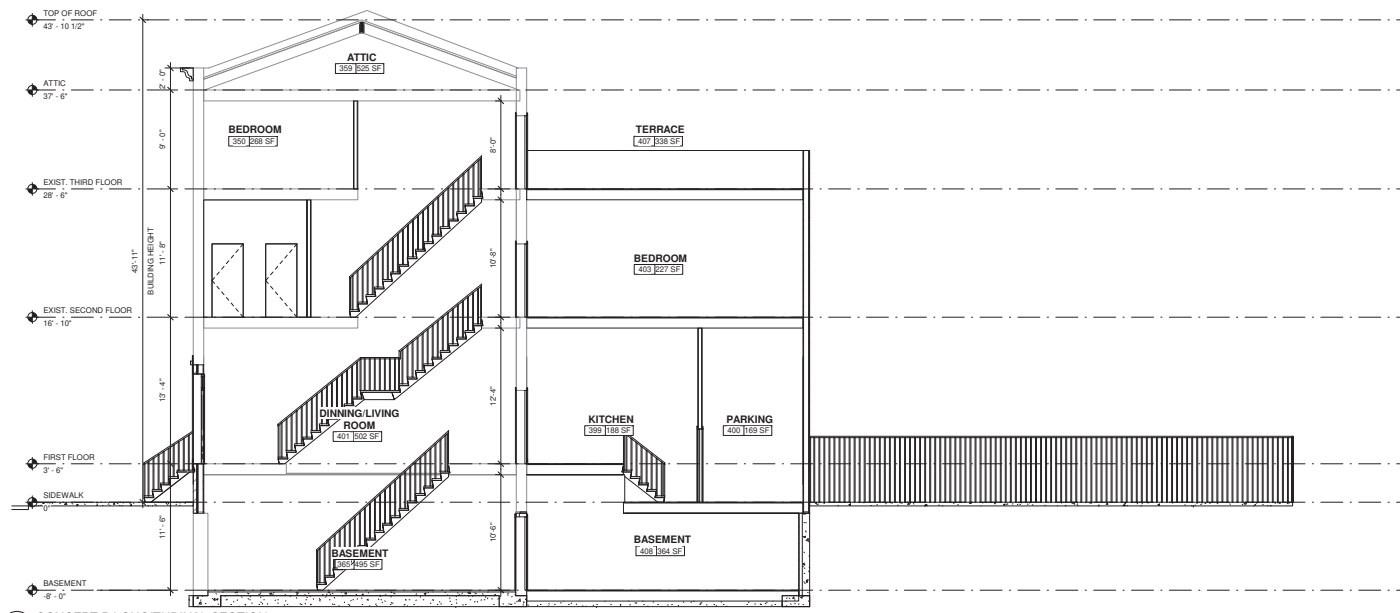 TOP OF ROOF
43' - 10 1/2"
ATTIC
359 525 SF
2' - 0"
ATTIC
37' - 6"
BEDROOM
350 268 SF
9' - 0"
8'-0"
TERRACE
407 338 SF
EXIST. THIRD FLOOR
28' - 6"
43'-11"
BUILDING HEIGHT
11' - 8"
10'-8"
BEDROOM
403 227 SF
EXIST. SECOND FLOOR
16' - 10"
13' - 4"
12'-4"
DINNING/LIVING
ROOM
401 502 SF
KITCHEN
399 188 SF
PARKING
400 169 SF
FIRST FLOOR
3' - 6"
SIDEWALK
0'
11' - 6"
10'-6"
BASEMENT
365 495 SF
BASEMENT
408 364 SF
BASEMENT
-8' - 0"